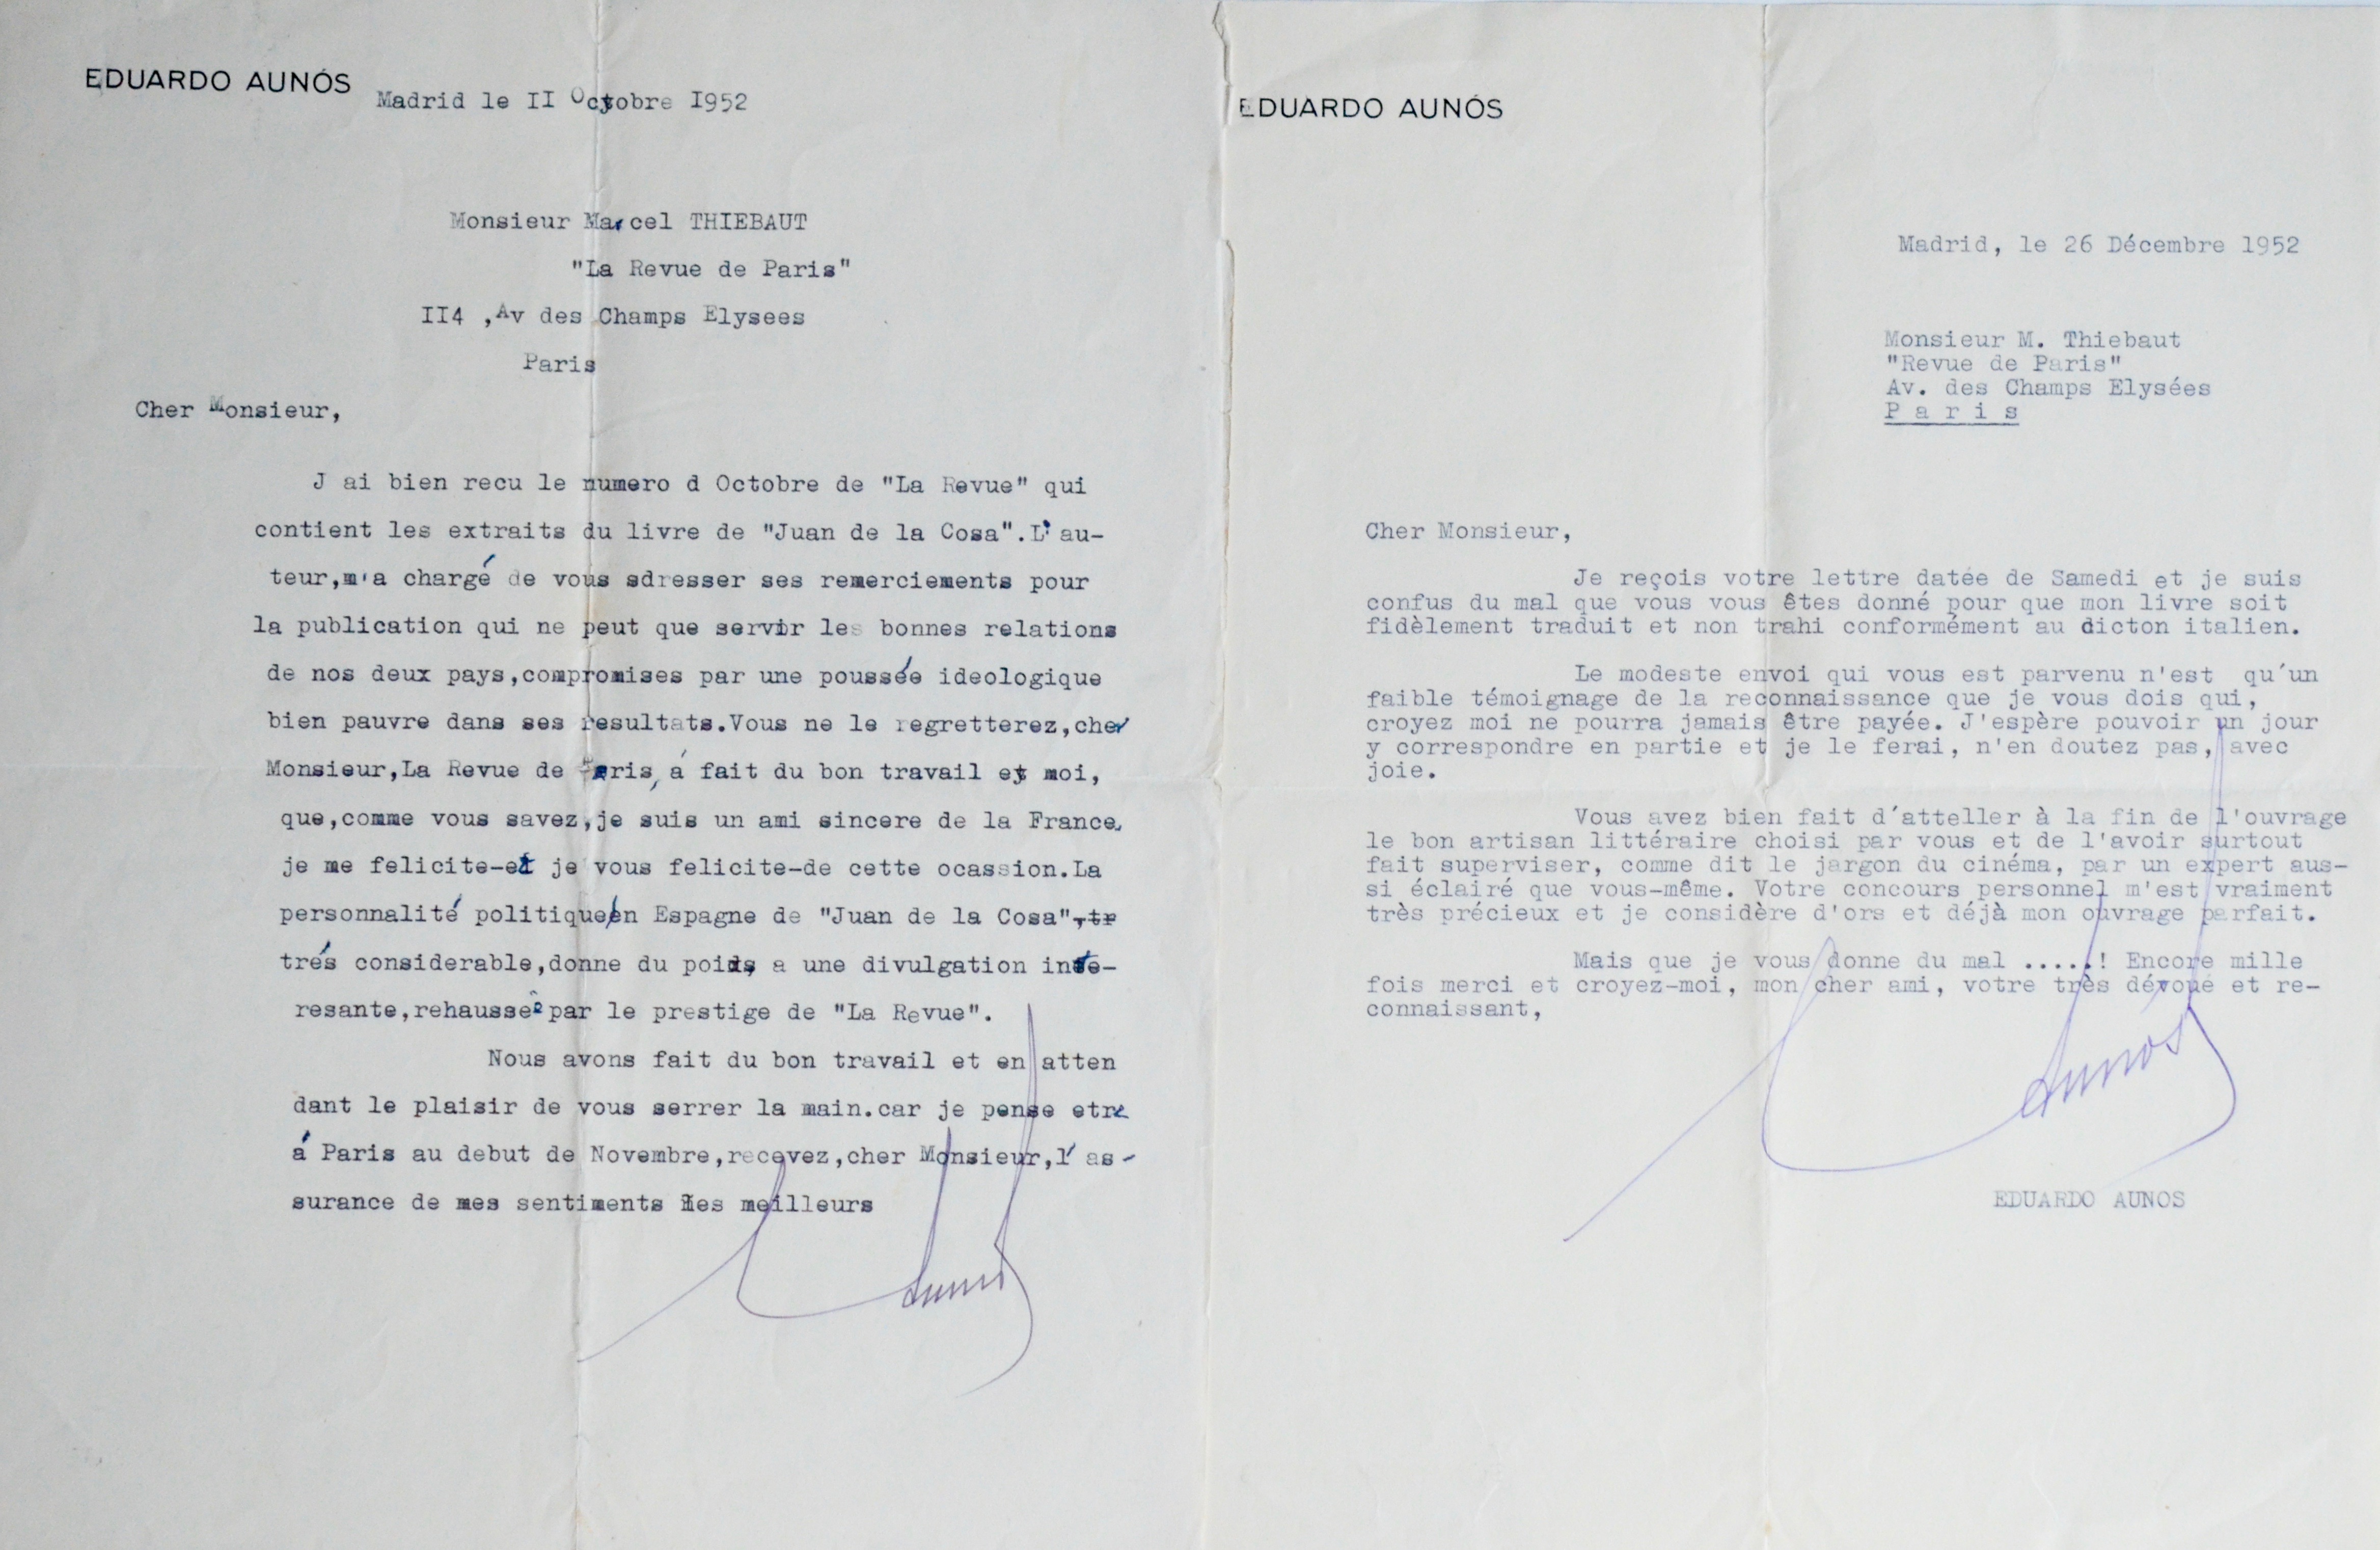 EDUARDO AUNÓS
Madrid le II Octobre I952
Monsieur Marcel THIEBAUT
"La Revue de Paris"
II4 ,Av des Champs Elysees
Paris
Cher Monsieur,
J ai bien recu le numero d Octobre de "La Revue" qui
contient les extraits du livre de "Juan de la Cosa".L' au-
teur,m'a chargé de vous adresser ses remerciements pour
la publication qui ne peut que servir les bonnes relations
de nos deux pays,compromises par une poussée ideologique
bien pauvre dans ses resultats.Vous ne le regretterez,cher
Monsieur,La Revue de Paris, á fait du bon travail et moi,
que,comme vous savez,je suis un ami sincere de la France,
je me felicite-et je vous felicite-de cette ocassion.La
personnalité politique/en Espagne de "Juan de la Cosa",tr
trés considerable,donne du poids a une divulgation inte-
resante,rehaussée par le prestige de "La Revue".
Nous avons fait du bon travail et en atten
dant le plaisir de vous serrer la main.car je pense etre
á Paris au debut de Novembre,recevez,cher Monsieur,l' as-
surance de mes sentiments les meilleurs
Aunós
EDUARDO AUNÓS
Madrid, le 26 Décembre 1952
Monsieur M. Thiebaut
"Revue de Paris"
Av. des Champs Elysées
P a r i s
Cher Monsieur,
Je reçois votre lettre datée de Samedi et je suis
confus du mal que vous vous êtes donné pour que mon livre soit
fidèlement traduit et non trahi conformément au dicton italien.
Le modeste envoi qui vous est parvenu n'est qu´un
faible témoignage de la reconnaissance que je vous dois qui,
croyez moi ne pourra jamais être payée. J'espère pouvoir un jour
y correspondre en partie et je le ferai, n'en doutez pas, avec
joie.
Vous avez bien fait d´atteller à la fin de l'ouvrage
le bon artisan littéraire choisi par vous et de l'avoir surtout
fait superviser, comme dit le jargon du cinéma, par un expert aus-
si éclairé que vous-même. Votre concours personnel m'est vraiment
très précieux et je considère d'ors et déjà mon ouvrage parfait.
Mais que je vous donne du mal .....! Encore mille
fois merci et croyez-moi, mon cher ami, votre très dévoué et re-
connaissant,
Aunós
EDUARDO AUNOS